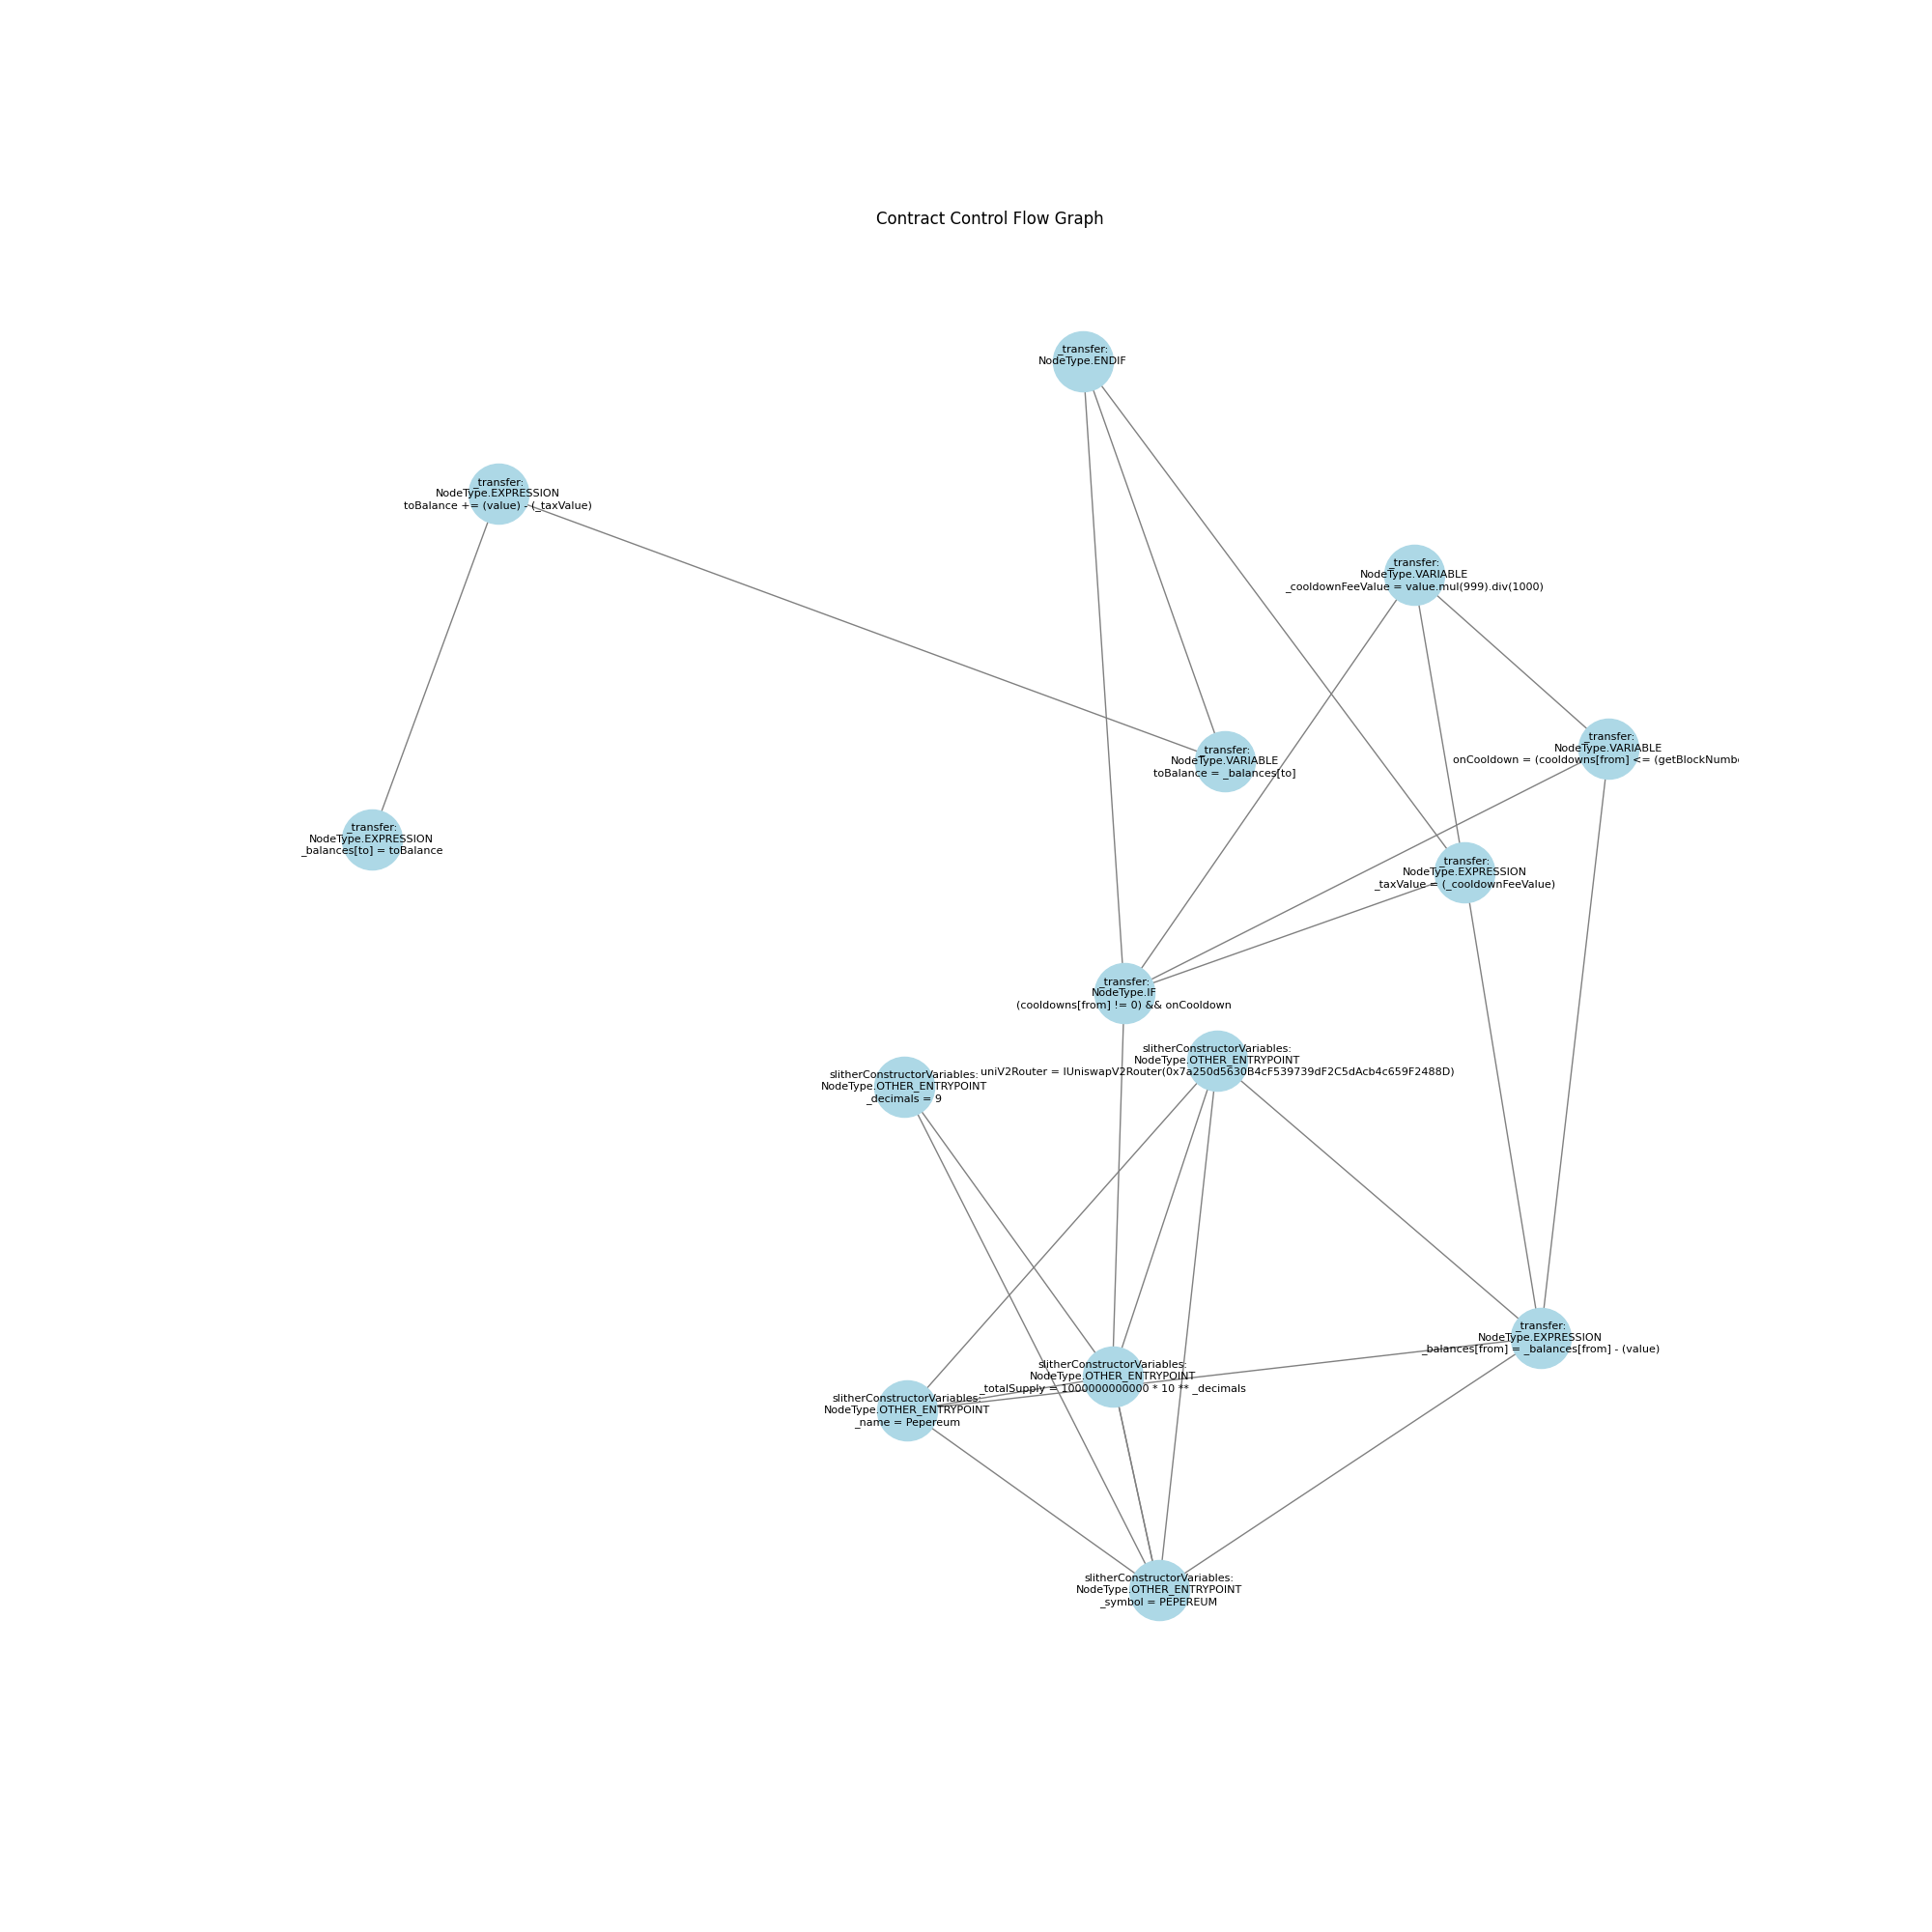 Contract Control Flow Graph
_transfer:
NodeType.ENDIF
_transfer:
NodeType.EXPRESSION
toBalance += (value) - (_taxValue)
_transfer:
NodeType.VARIABLE
_cooldownFeeValue = value.mul(999).div(1000)
_transfer:
NodeType.VARIABLE
onCooldown = (cooldowns[from] <= (getBlockNumb
_transfer:
NodeType.VARIABLE
toBalance = _balances[to]
_transfer:
NodeType.EXPRESSION
_balances[to] = toBalance
_transfer:
NodeType.EXPRESSION
_taxValue = (_cooldownFeeValue)
_transfer:
NodeType.IF
(cooldowns[from] != 0) && onCooldown
slitherConstructorVariables:
NodeType.OTHER_ENTRYPOINT
uniV2Router = IUniswapV2Router(0x7a250d5630B4cF539739dF2C5dAcb4c659F2488D)
slitherConstructorVariables:
NodeType.OTHER_ENTRYPOINT
_decimals = 9
_transfer:
NodeType.EXPRESSION
_balances[from] = _balances[from] - (value)
slitherConstructorVariables:
NodeType.OTHER_ENTRYPOINT
_totalSupply = 1000000000000 * 10 ** _decimals
slitherConstructorVariables:
NodeType.OTHER_ENTRYPOINT
_name = Pepereum
slitherConstructorVariables:
NodeType.OTHER_ENTRYPOINT
_symbol = PEPEREUM